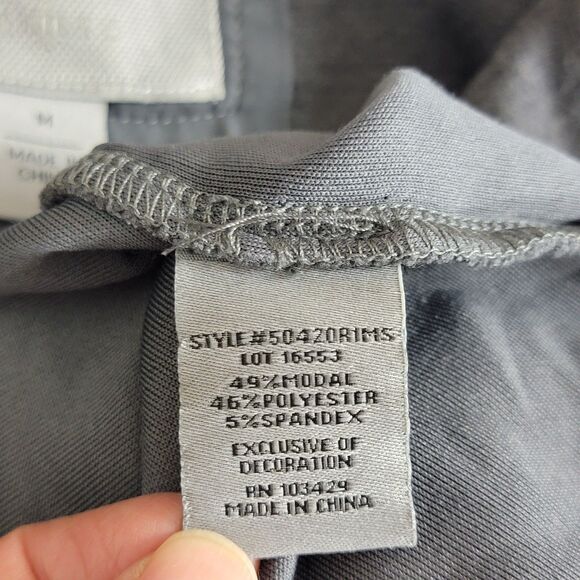 M
MADE IN
CHINA
STYLE#50420R1MS
LOT 16553
49%MODAL
46%POLYESTER
5%SPANDEX
EXCLUSIVE OF
DECORATION
RN 103429
MADE IN CHINA